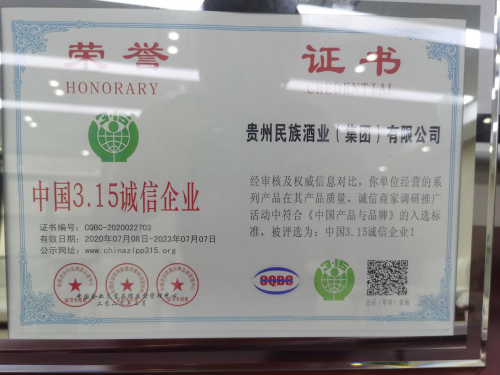 荣誉 证书
HONORARY CREDENTIAL
3.15
中国3.15诚信企业
证书编号：CQBC-2020022703
有效日期：2020年07月08日-2023年07月07日
公示网站：www.chinazlpp315.org
贵州民族酒业（集团）有限公司
经审核及权威信息对比，你单位经营的系
列产品在其产品质量，诚信商家调研推广
活动中符合《中国产品与品牌》的入选标
准，被评选为：中国3.15诚信企业！
3.15